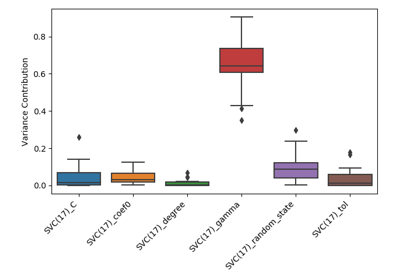 Variance Contribution
0.8
0.6
0.4
0.2
0.0
SVC(17)_C
SVC(17)_coef0
SVC(17)_degree
SVC(17)_gamma
SVC(17)_random_state
SVC(17)_tol